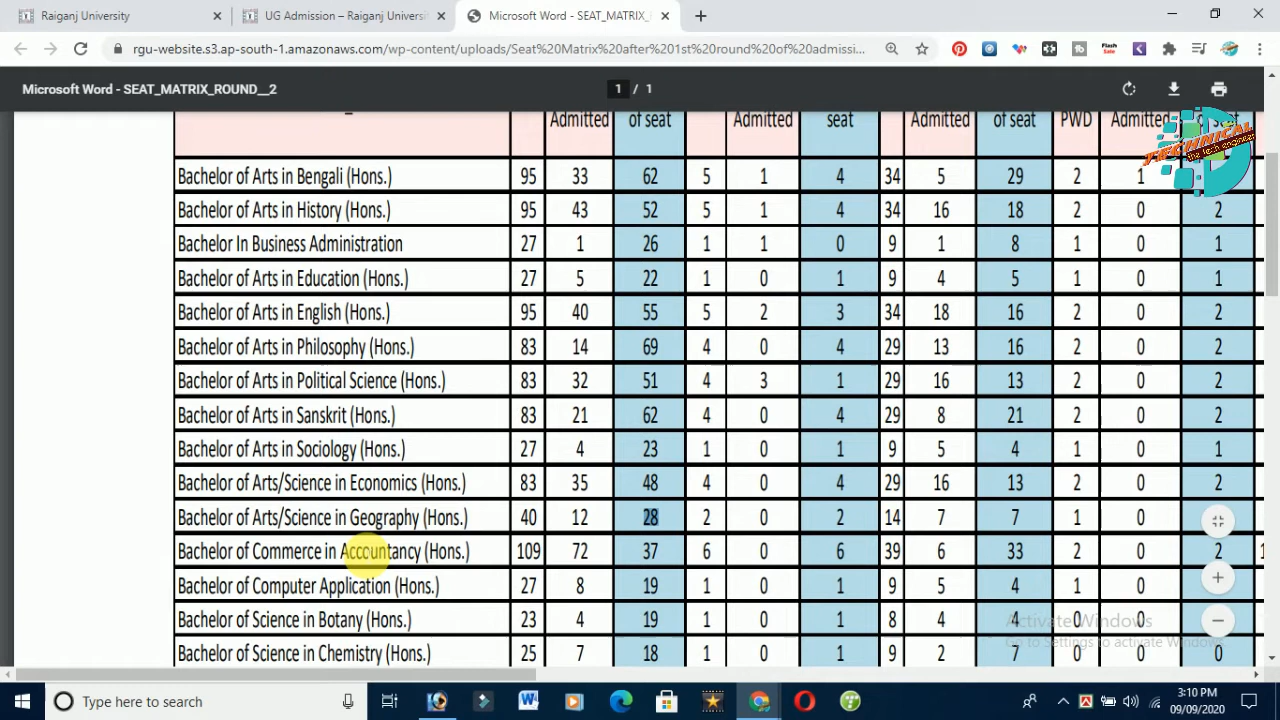 Raiganj University
UG Admission – Raiganj Universi
Microsoft Word - SEAT_MATRIX_R
rgu-website.s3.ap-south-1.amazonaws.com/wp-content/uploads/Seat%20Matrix%20after%201st%20round%20of%20admissi...
Flash Sale
Microsoft Word - SEAT_MATRIX_ROUND__2
1 / 1
Admitted of seat Admitted seat Admitted of seat PWD Admitted
TECHNICAL
the tech engineer
Bachelor of Arts in Bengali (Hons.) 95 33 62 5 1 4 34 5 29 2 1
Bachelor of Arts in History (Hons.) 95 43 52 5 1 4 34 16 18 2 0 2
Bachelor In Business Administration 27 1 26 1 1 0 9 1 8 1 0 1
Bachelor of Arts in Education (Hons.) 27 5 22 1 0 1 9 4 5 1 0 1
Bachelor of Arts in English (Hons.) 95 40 55 5 2 3 34 18 16 2 0 2
Bachelor of Arts in Philosophy (Hons.) 83 14 69 4 0 4 29 13 16 2 0 2
Bachelor of Arts in Political Science (Hons.) 83 32 51 4 3 1 29 16 13 2 0 2
Bachelor of Arts in Sanskrit (Hons.) 83 21 62 4 0 4 29 8 21 2 0 2
Bachelor of Arts in Sociology (Hons.) 27 4 23 1 0 1 9 5 4 1 0 1
Bachelor of Arts/Science in Economics (Hons.) 83 35 48 4 0 4 29 16 13 2 0 2
Bachelor of Arts/Science in Geography (Hons.) 40 12 28 2 0 2 14 7 7 1 0
Bachelor of Commerce in Accountancy (Hons.) 109 72 37 6 0 6 39 6 33 2 0 2 1
Bachelor of Computer Application (Hons.) 27 8 19 1 0 1 9 5 4 1 0
Bachelor of Science in Botany (Hons.) 23 4 19 1 0 1 8 4 4 0 0
Bachelor of Science in Chemistry (Hons.) 25 7 18 1 0 1 9 2 7 0 0 0
Activate Windows
Go to Settings to activate Windows.
Type here to search
3:10 PM
09/09/2020